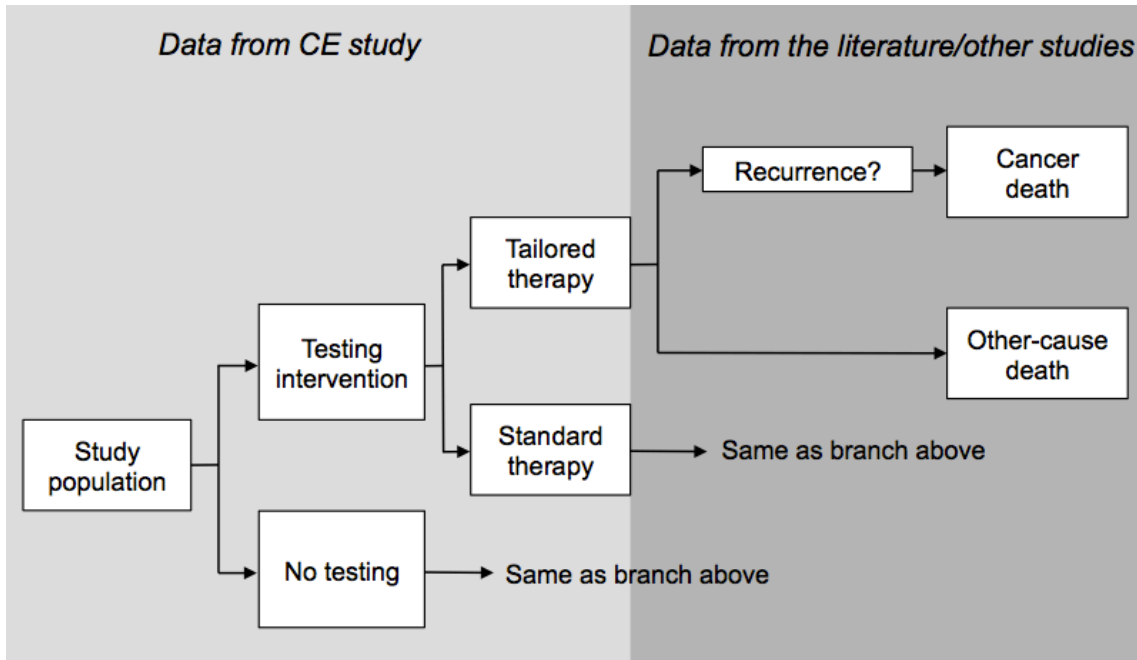 Data from CE study
Data from the literature/other studies
Recurrence?
Cancer
death
Tailored
therapy
Testing
intervention
Other-cause
death
Study
population
Standard
therapy
Same as branch above
No testing
Same as branch above